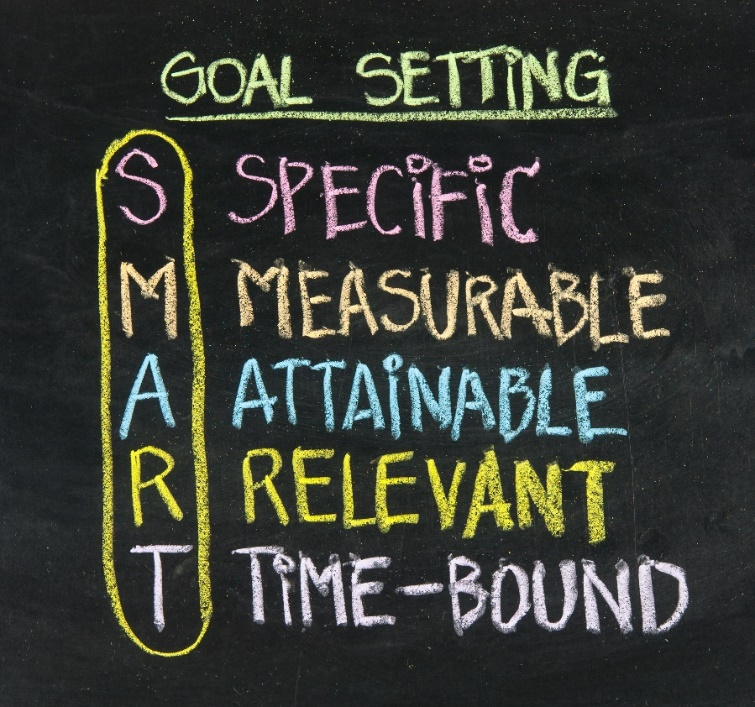 GOAL SETTING
S SPECIFIC
M MEASURABLE
A ATTAINABLE
R RELEVANT
T TIME-BOUND